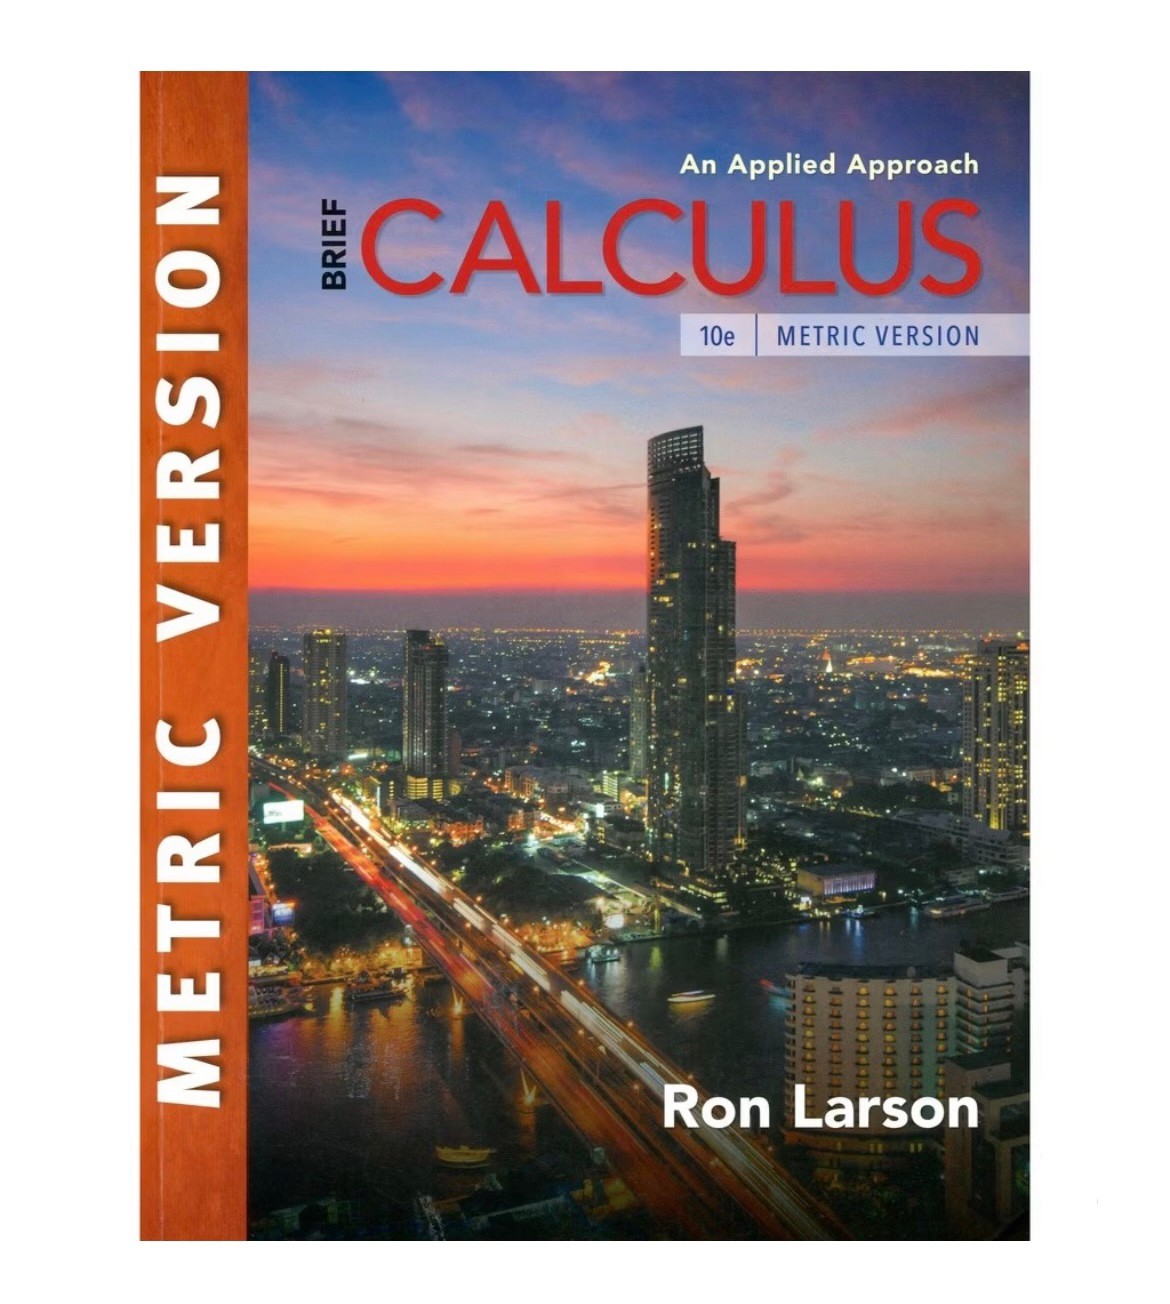 METRIC VERSION
An Applied Approach
BRIEF
CALCULUS
10e | METRIC VERSION
Ron Larson